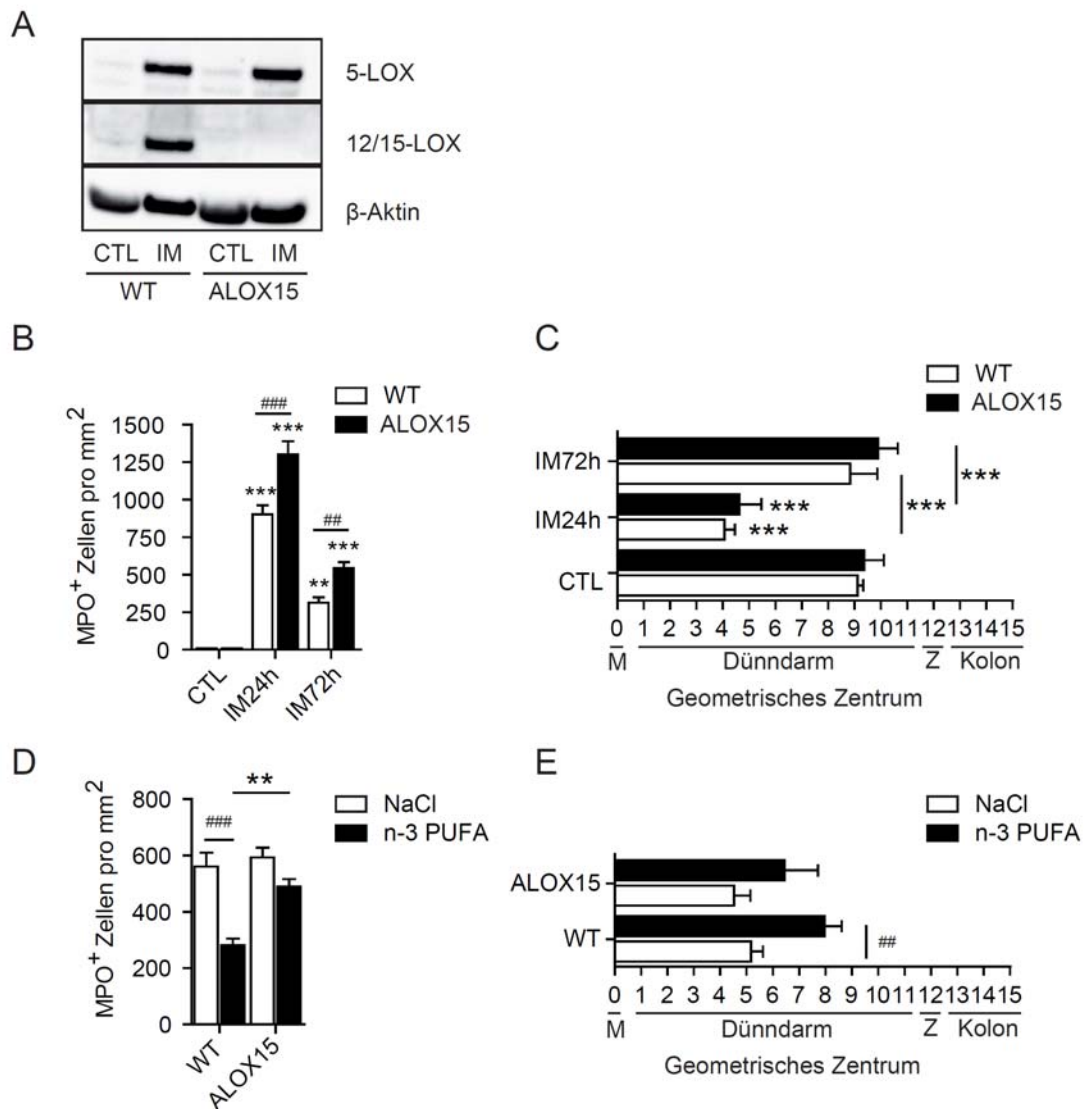 A
5-LOX
12/15-LOX
β-Aktin
CTL IM CTL IM
WT ALOX15
B
WT
ALOX15
MPO+ Zellen pro mm2
1500
1250
1000
750
500
250
0
###
***
***
##
***
**
CTL
IM24h
IM72h
C
WT
ALOX15
IM72h
IM24h
CTL
***
***
***
***
0 1 2 3 4 5 6 7 8 9 10 11 12 13 14 15
M Dünndarm Z Kolon
Geometrisches Zentrum
D
NaCl
n-3 PUFA
MPO+ Zellen pro mm2
800
600
400
200
0
**
###
WT
ALOX15
E
NaCl
n-3 PUFA
ALOX15
WT
##
0 1 2 3 4 5 6 7 8 9 10 11 12 13 14 15
M Dünndarm Z Kolon
Geometrisches Zentrum